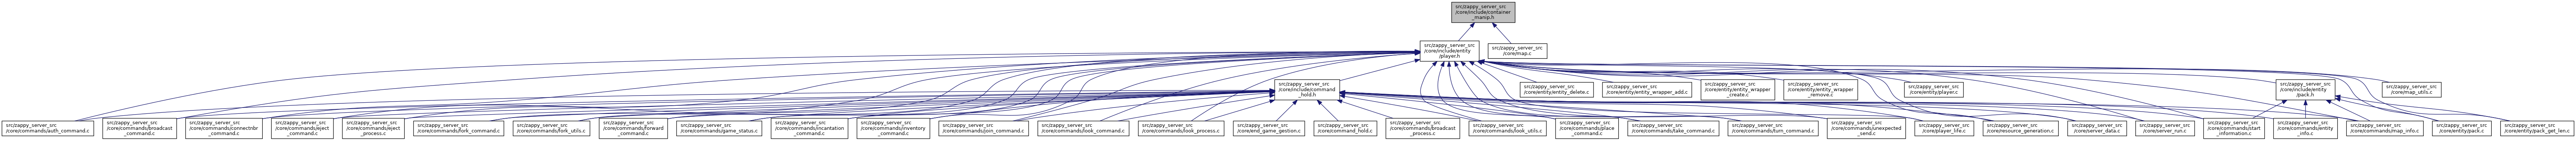 src/zappy_server_src
/core/include/container
_manip.h
src/zappy_server_src
/core/include/entity
/player.h
src/zappy_server_src
/core/map.c
src/zappy_server_src
/core/include/command
_hold.h
src/zappy_server_src
/core/entity/entity_delete.c
src/zappy_server_src
/core/entity/entity_wrapper_add.c
src/zappy_server_src
/core/entity/entity_wrapper
_create.c
src/zappy_server_src
/core/entity/entity_wrapper
_remove.c
src/zappy_server_src
/core/entity/player.c
src/zappy_server_src
/core/include/entity
/pack.h
src/zappy_server_src
/core/map_utils.c
src/zappy_server_src
/core/commands/auth_command.c
src/zappy_server_src
/core/commands/broadcast
_command.c
src/zappy_server_src
/core/commands/connectnbr
_command.c
src/zappy_server_src
/core/commands/eject
_command.c
src/zappy_server_src
/core/commands/eject
_process.c
src/zappy_server_src
/core/commands/fork_command.c
src/zappy_server_src
/core/commands/fork_utils.c
src/zappy_server_src
/core/commands/forward
_command.c
src/zappy_server_src
/core/commands/game_status.c
src/zappy_server_src
/core/commands/incantation
_command.c
src/zappy_server_src
/core/commands/inventory
_command.c
src/zappy_server_src
/core/commands/join_command.c
src/zappy_server_src
/core/commands/look_command.c
src/zappy_server_src
/core/commands/look_process.c
src/zappy_server_src
/core/end_game_gestion.c
src/zappy_server_src
/core/command_hold.c
src/zappy_server_src
/core/commands/broadcast
_process.c
src/zappy_server_src
/core/commands/look_utils.c
src/zappy_server_src
/core/commands/place
_command.c
src/zappy_server_src
/core/commands/take_command.c
src/zappy_server_src
/core/commands/turn_command.c
src/zappy_server_src
/core/commands/unexpected
_send.c
src/zappy_server_src
/core/player_life.c
src/zappy_server_src
/core/resource_generation.c
src/zappy_server_src
/core/server_data.c
src/zappy_server_src
/core/server_run.c
src/zappy_server_src
/core/commands/start
_information.c
src/zappy_server_src
/core/commands/entity
_info.c
src/zappy_server_src
/core/commands/map_info.c
src/zappy_server_src
/core/entity/pack.c
src/zappy_server_src
/core/entity/pack_get_len.c